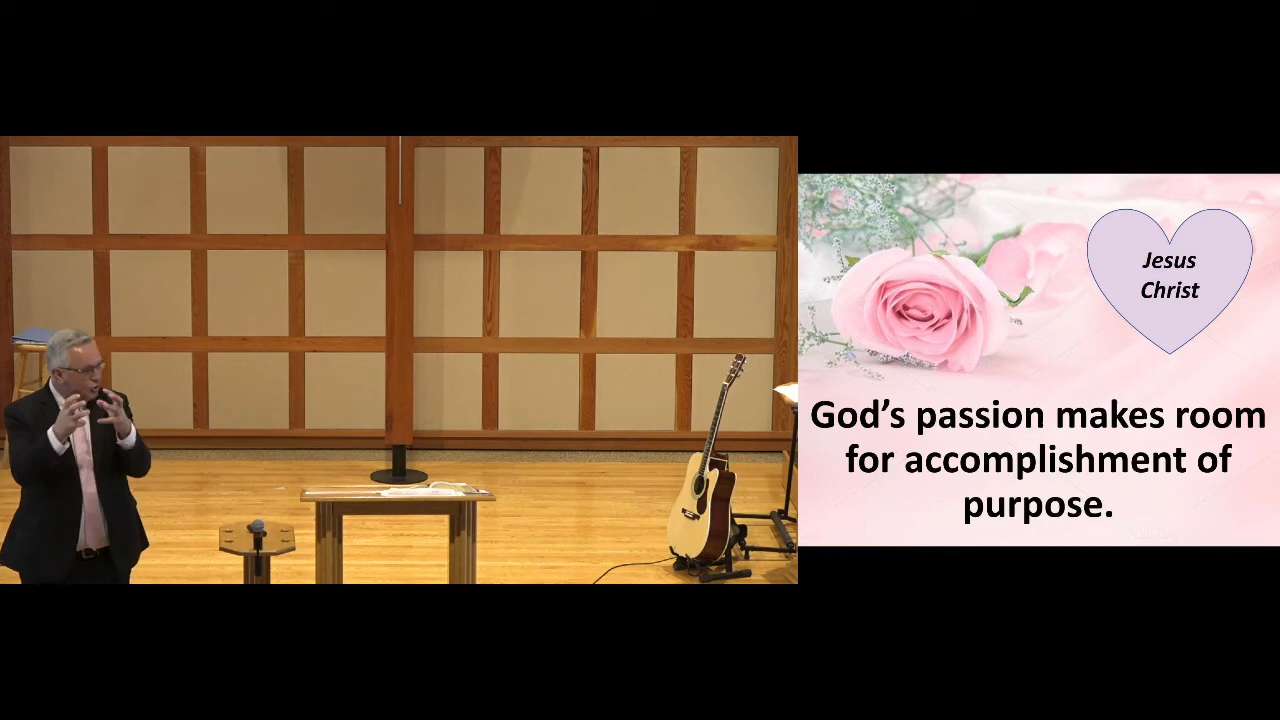 Jesus
Christ
God's passion makes room
for accomplishment of
purpose.